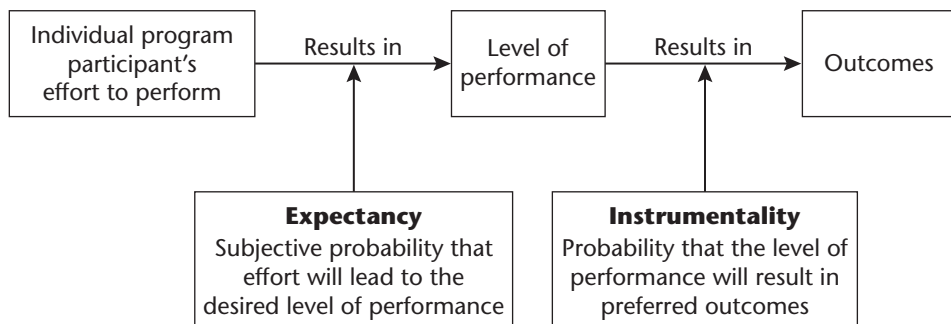 Individual program
participant's
effort to perform
Results in
Level of
performance
Results in
Outcomes
Expectancy
Subjective probability that
effort will lead to the
desired level of performance
Instrumentality
Probability that the level of
performance will result in
preferred outcomes